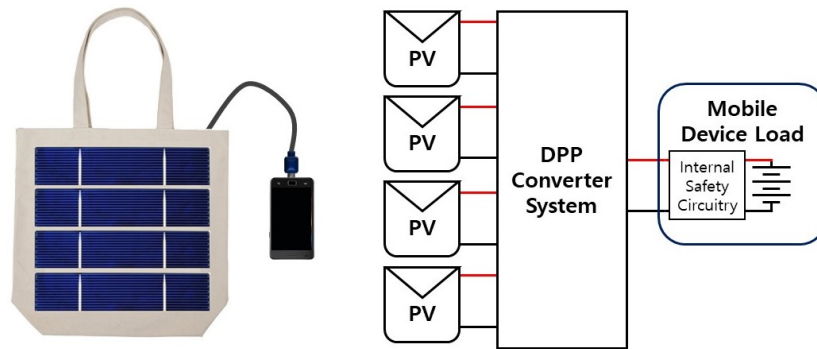 PV
PV
PV
PV
DPP
Converter
System
Mobile
Device Load
Internal
Safety
Circuitry